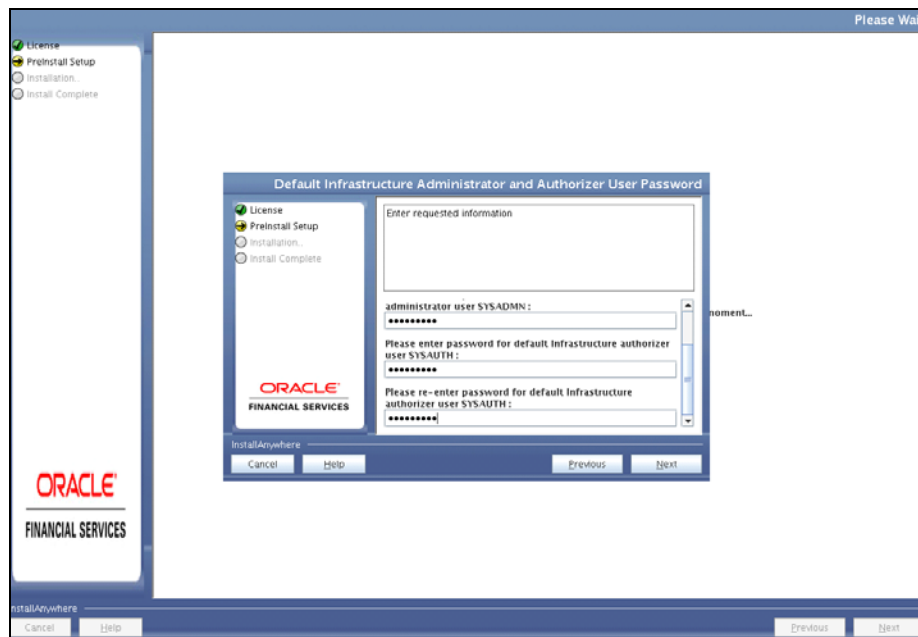 Please Wai
License
PreInstall Setup
Installation..
Install Complete
Default Infrastructure Administrator and Authorizer User Password
License
PreInstall Setup
Installation..
Install Complete
Enter requested information
administrator user SYSADMN :
•••••••••
Please enter password for default Infrastructure authorizer
user SYSAUTH :
•••••••••
Please re-enter password for default Infrastructure
authorizer user SYSAUTH :
•••••••••
noment...
ORACLE®
FINANCIAL SERVICES
InstallAnywhere
Cancel
Help
Previous
Next
ORACLE®
FINANCIAL SERVICES
nstallAnywhere
Cancel
Help
Previous
Next